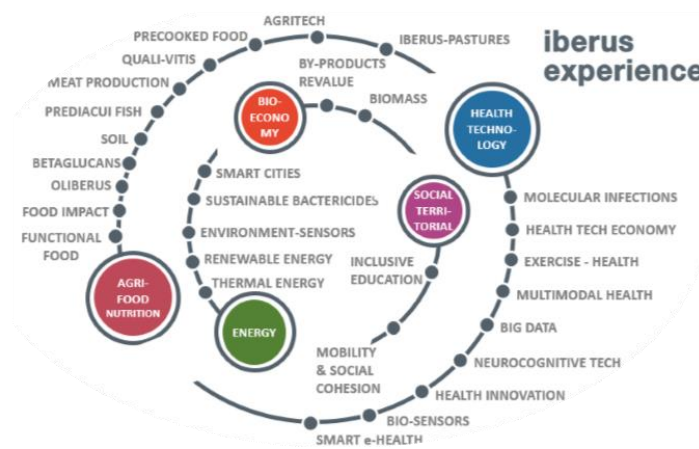 iberus
experience
AGRITECH
PRECOOKED FOOD
IBERUS-PASTURES
QUALI-VITIS
MEAT PRODUCTION
PREDIACUI FISH
SOIL
BETAGLUCANS
OLIBERUS
FOOD IMPACT
FUNCTIONAL
FOOD
AGRI-
FOOD
NUTRITION
BY-PRODUCTS
REVALUE
BIOMASS
BIO-
ECONO
MY
SMART CITIES
SUSTAINABLE BACTERICIDES
ENVIRONMENT-SENSORS
RENEWABLE ENERGY
THERMAL ENERGY
ENERGY
SOCIAL
TERRI-
TORIAL
INCLUSIVE
EDUCATION
MOBILITY
& SOCIAL
COHESION
HEALTH
TECHNO-
LOGY
MOLECULAR INFECTIONS
HEALTH TECH ECONOMY
EXERCISE - HEALTH
MULTIMODAL HEALTH
BIG DATA
NEUROCOGNITIVE TECH
HEALTH INNOVATION
BIO-SENSORS
SMART e-HEALTH